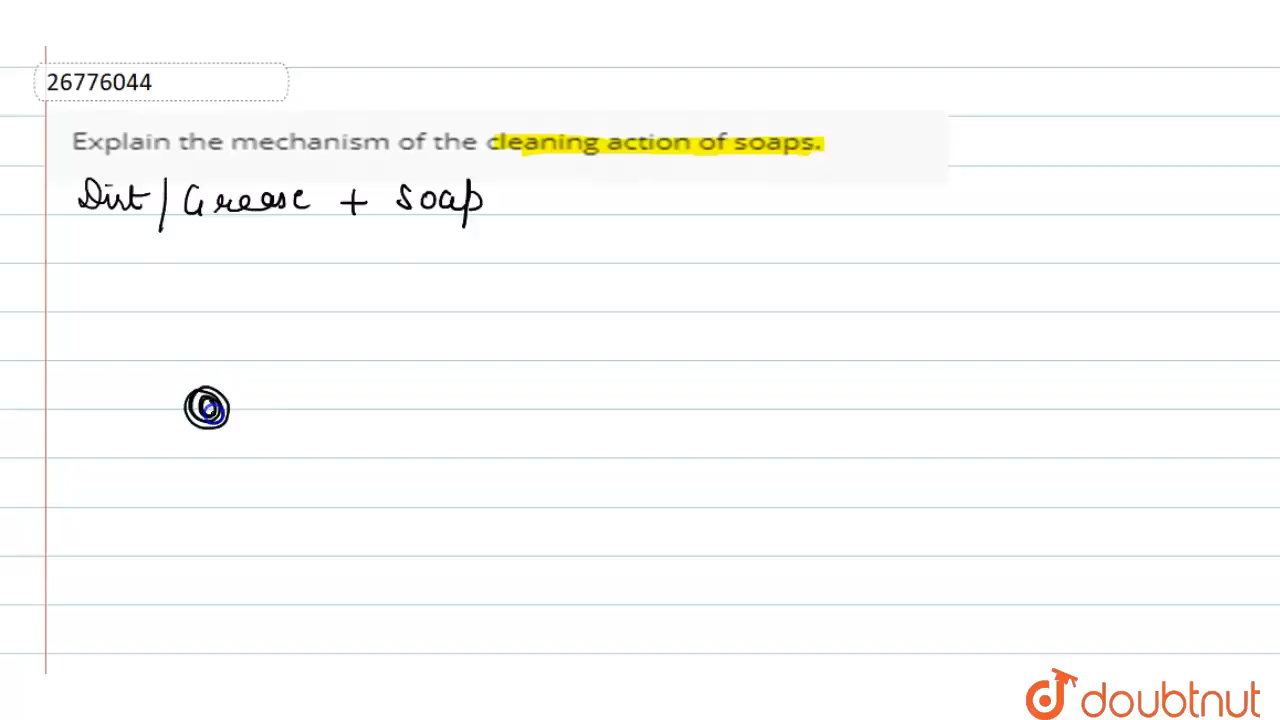 26776044
Explain the mechanism of the cleaning action of soaps.
Dirt / Grease + Soap
doubtnut